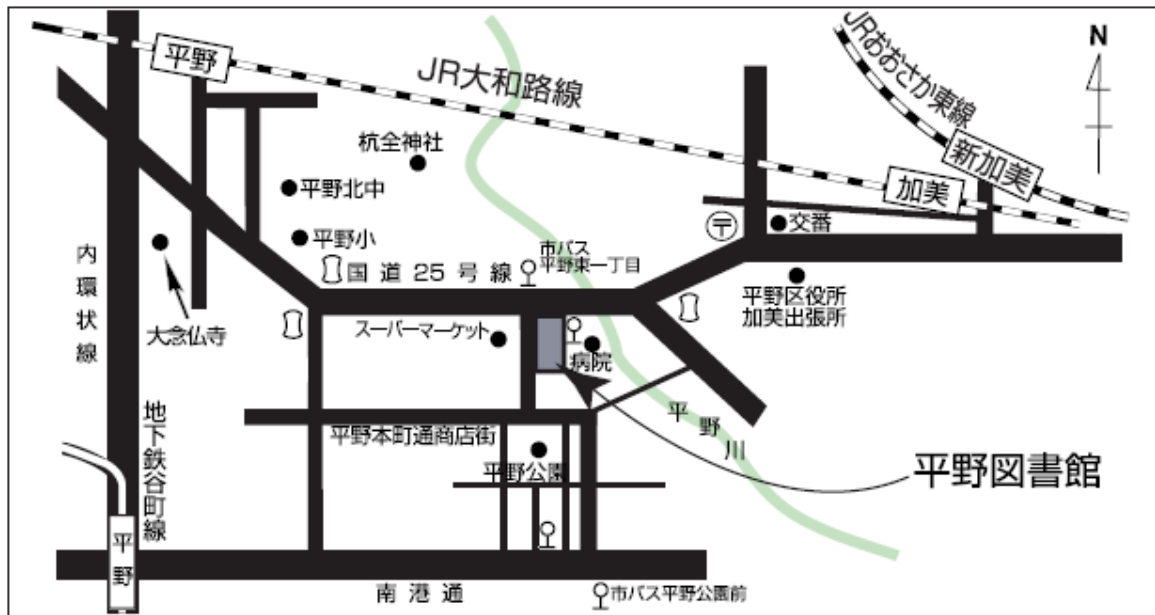 平野
JR大和路線
JRおおさか東線
N
新加美
加美
杭全神社
平野北中
平野小
〒
交番
市バス
平野東一丁目
国道25号線
内環状線
大念仏寺
スーパーマーケット
病院
平野区役所
加美出張所
地下鉄谷町線
平野本町通商店街
平野川
平野公園
平野図書館
平野
南港通
市バス平野公園前